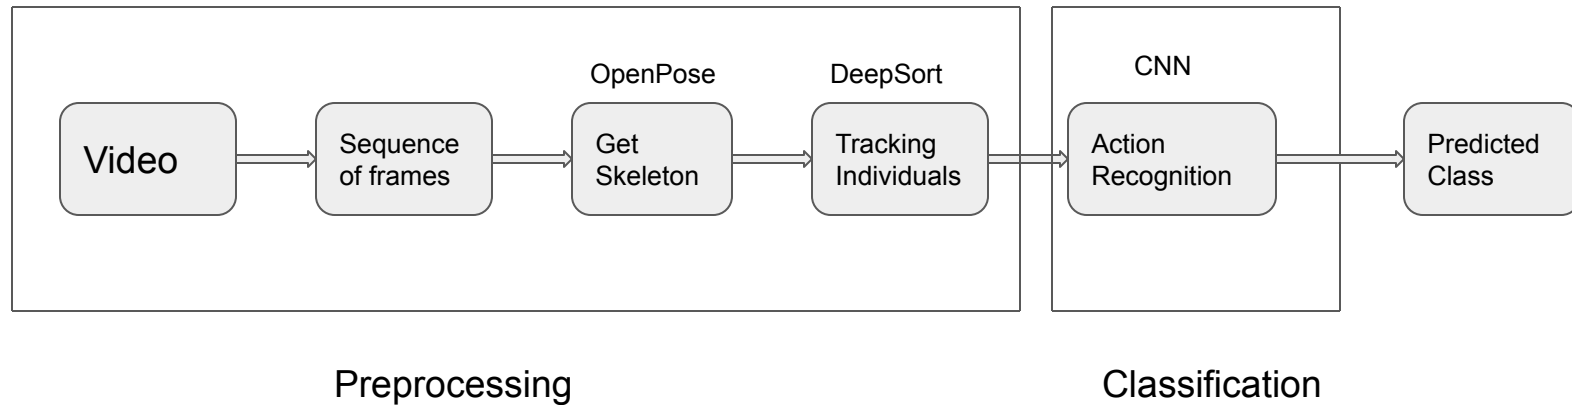 OpenPose
DeepSort
CNN
Video
Sequence
of frames
Get
Skeleton
Tracking
Individuals
Action
Recognition
Predicted
Class
Preprocessing
Classification